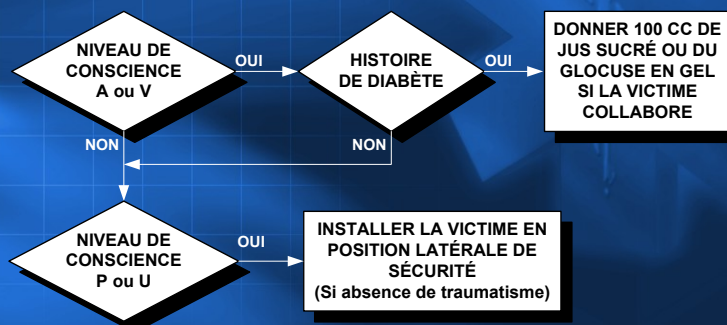 NIVEAU DE
CONSCIENCE
A ou V
OUI
HISTOIRE
DE DIABÈTE
OUI
DONNER 100 CC DE
JUS SUCRÉ OU DU
GLOCUSE EN GEL
SI LA VICTIME
COLLABORE
NON
NON
NIVEAU DE
CONSCIENCE
P ou U
OUI
INSTALLER LA VICTIME EN
POSITION LATÉRALE DE
SÉCURITÉ
(Si absence de traumatisme)